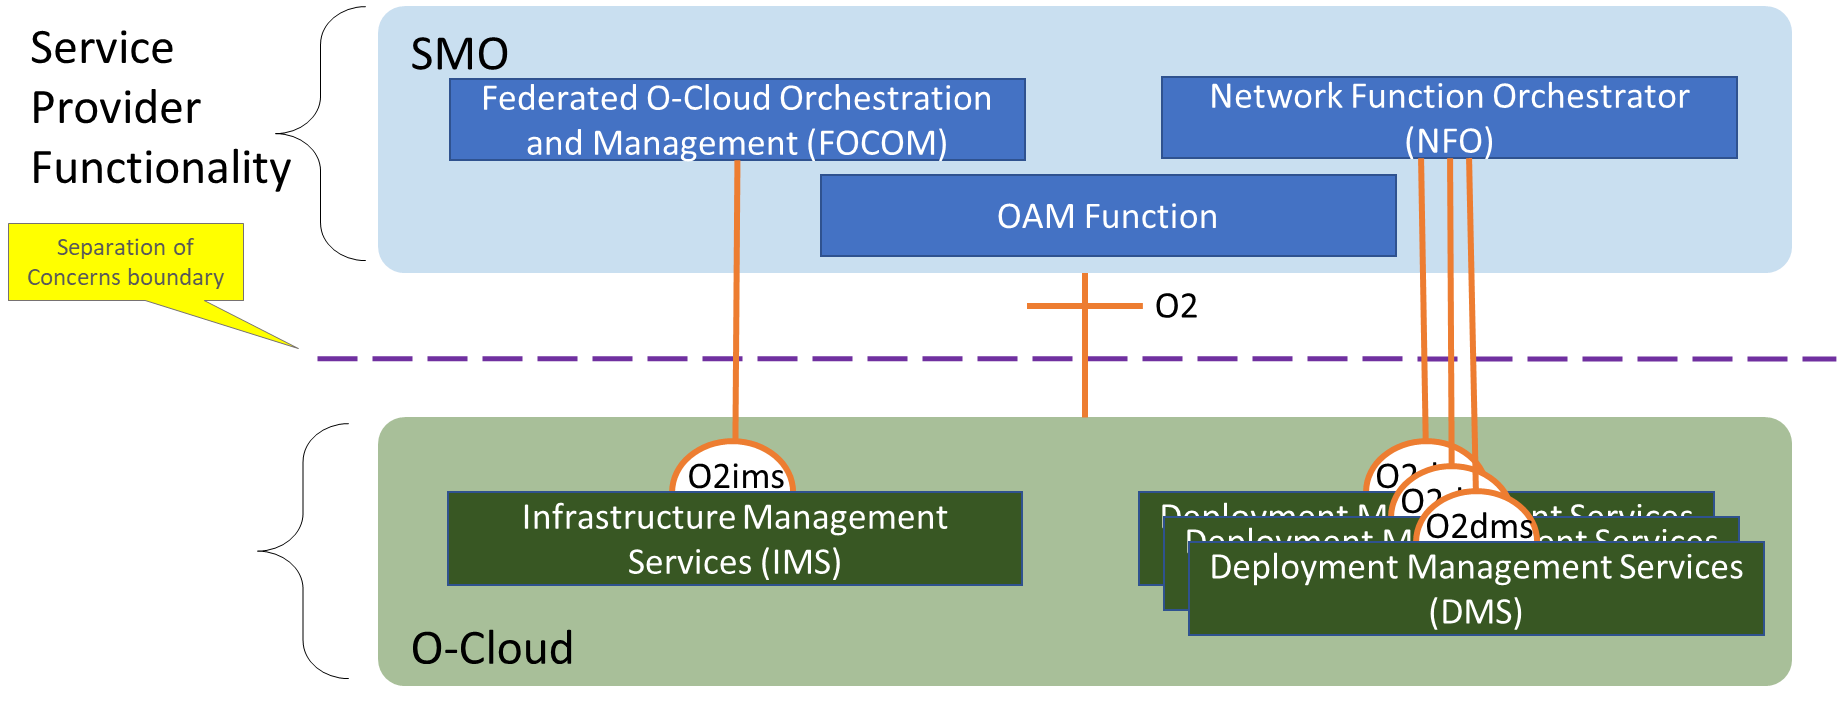 Service
Provider
Functionality
SMO
Federated O-Cloud Orchestration
and Management (FOCOM)
Network Function Orchestrator
(NFO)
OAM Function
Separation of
Concerns boundary
O2
O2ims
Infrastructure Management
Services (IMS)
O2dms
Deployment Management Services
(DMS)
O-Cloud